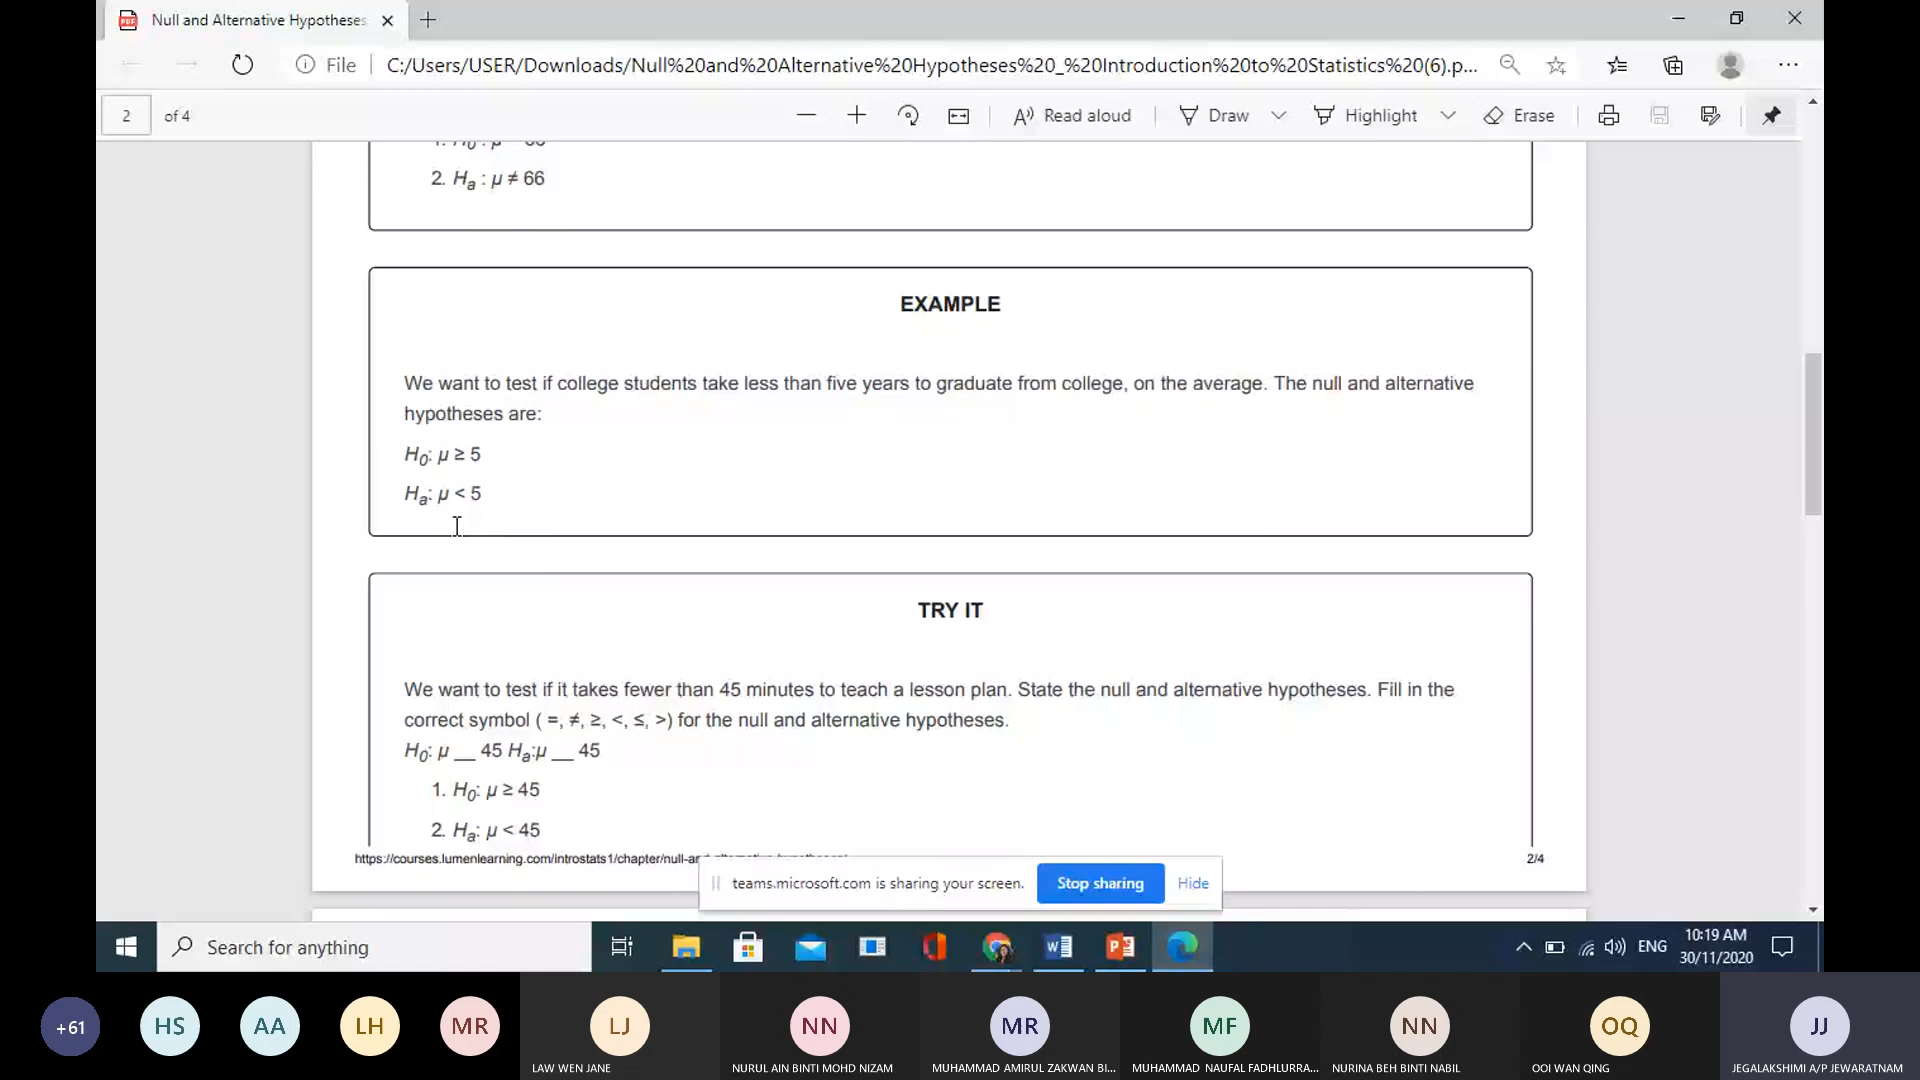 Null and Alternative Hypotheses
File
C:/Users/USER/Downloads/Null%20and%20Alternative%20Hypotheses%20_%20Introduction%20to%20Statistics%20(6).p...
2 of 4
Read aloud
Draw
Highlight
Erase
2. Ha : μ ≠ 66
EXAMPLE
We want to test if college students take less than five years to graduate from college, on the average. The null and alternative
hypotheses are:
H0: μ ≥ 5
Ha: μ < 5
TRY IT
We want to test if it takes fewer than 45 minutes to teach a lesson plan. State the null and alternative hypotheses. Fill in the
correct symbol ( =, ≠, ≥, <, ≤, >) for the null and alternative hypotheses.
H0: μ __ 45 Ha:μ __ 45
1. H0: μ ≥ 45
2. Ha: μ < 45
https://courses.lumenlearning.com/introstats1/chapter/null-an
2/4
teams.microsoft.com is sharing your screen.
Stop sharing
Hide
Search for anything
ENG
10:19 AM
30/11/2020
+61
HS
AA
LH
MR
LJ
NN
MR
MF
NN
OQ
JJ
LAW WEN JANE
NURUL AIN BINTI MOHD NIZAM
MUHAMMAD AMIRUL ZAKWAN BI...
MUHAMMAD NAUFAL FADHLURRA...
NURINA BEH BINTI NABIL
OOI WAN QING
JEGALAKSHIMI A/P JEWARATNAM